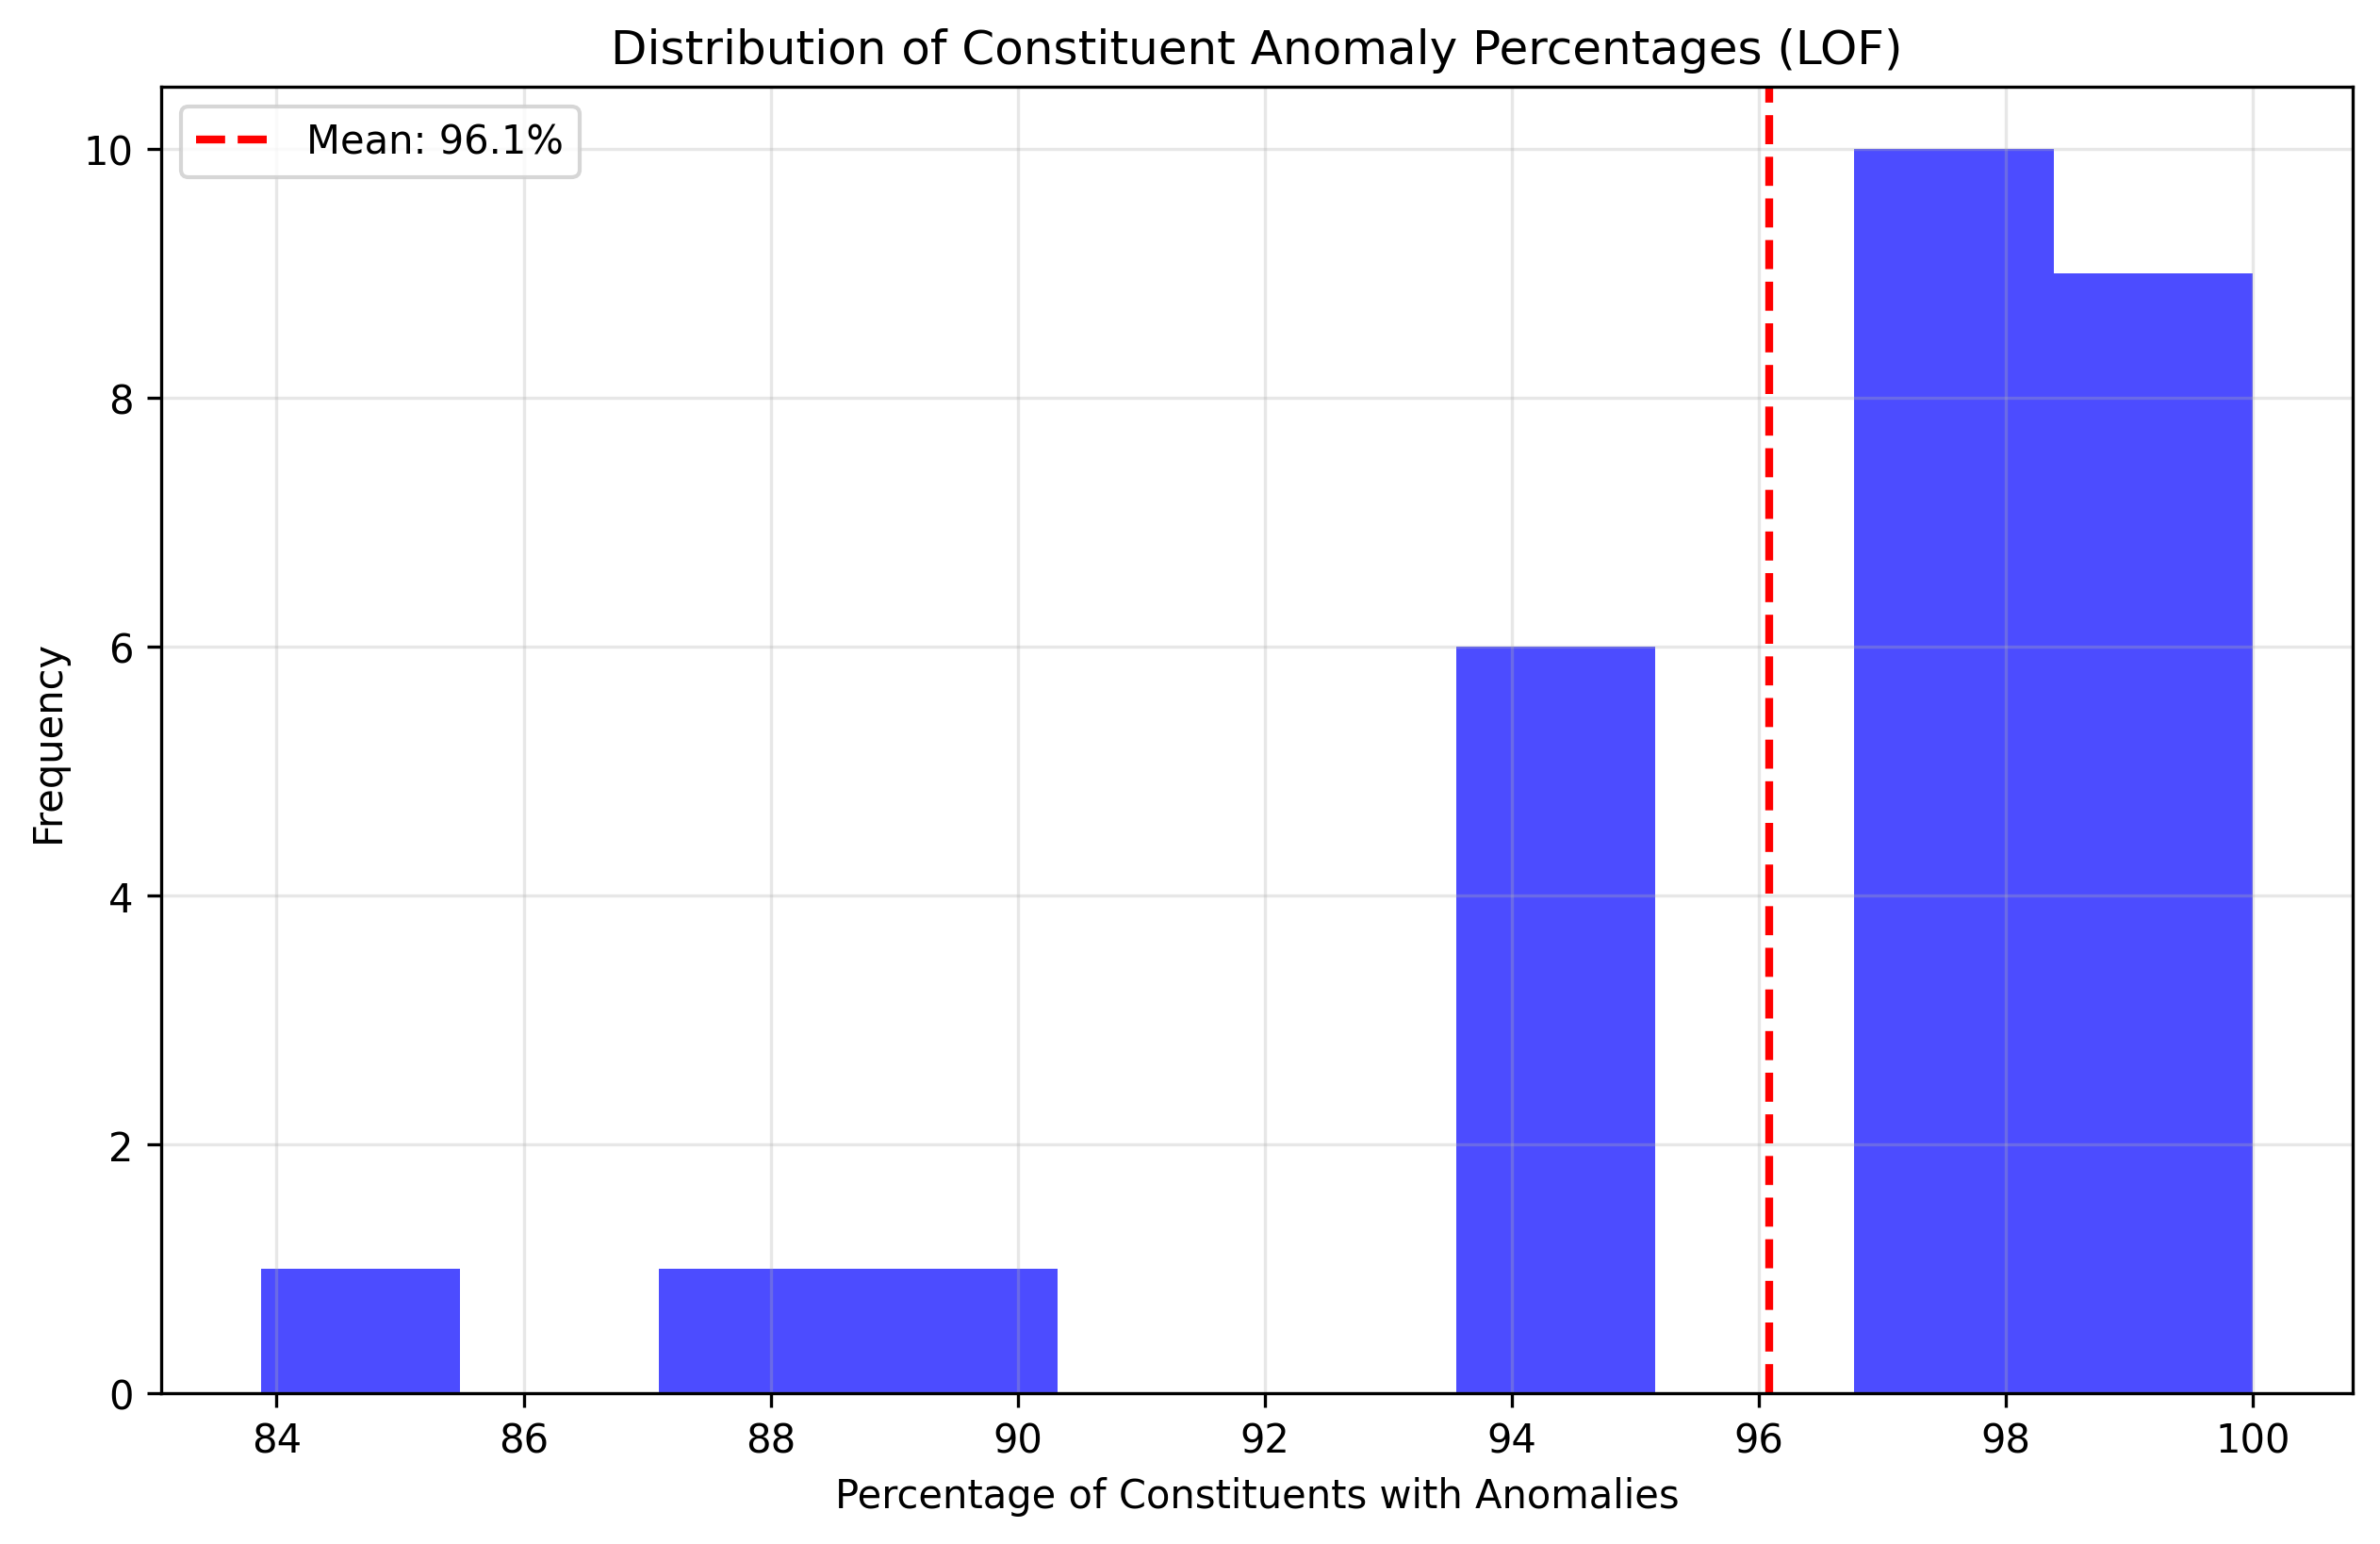 Distribution of Constituent Anomaly Percentages (LOF)
Mean: 96.1%
10
8
6
4
2
0
Frequency
84 86 88 90 92 94 96 98 100
Percentage of Constituents with Anomalies